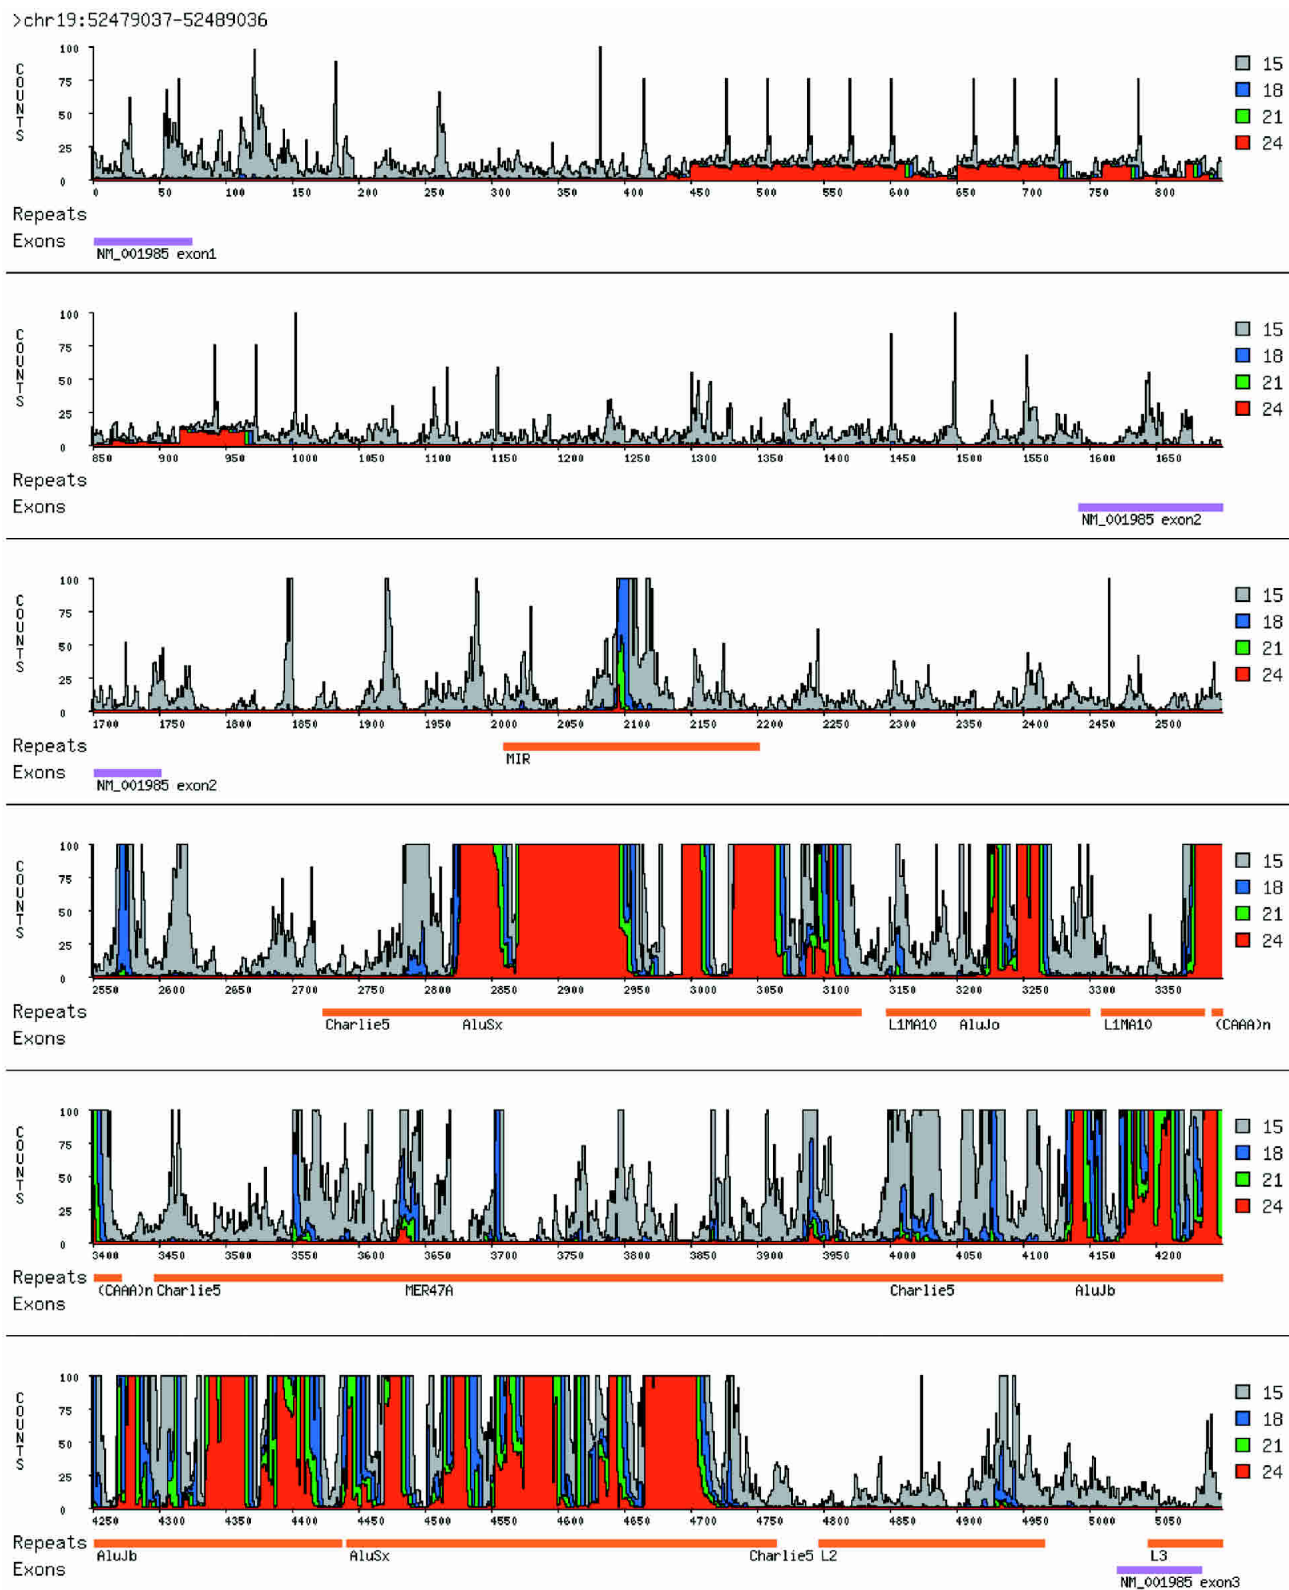 >chr19:52479037-52489036
COUNTS
100
75
50
25
0
15
18
21
24
0 50 100 150 200 250 300 350 400 450 500 550 600 650 700 750 800
Repeats
Exons
NM_001985 exon1
COUNTS
100
75
50
25
0
15
18
21
24
850 900 950 1000 1050 1100 1150 1200 1250 1300 1350 1400 1450 1500 1550 1600 1650
Repeats
Exons
NM_001985 exon2
COUNTS
100
75
50
25
0
15
18
21
24
1700 1750 1800 1850 1900 1950 2000 2050 2100 2150 2200 2250 2300 2350 2400 2450 2500
Repeats
MIR
Exons
NM_001985 exon2
COUNTS
100
75
50
25
0
15
18
21
24
2550 2600 2650 2700 2750 2800 2850 2900 2950 3000 3050 3100 3150 3200 3250 3300 3350
Repeats
Charlie5 AluSx L1MA10 AluJo L1MA10 (CAAA)n
Exons
COUNTS
100
75
50
25
0
15
18
21
24
3400 3450 3500 3550 3600 3650 3700 3750 3800 3850 3900 3950 4000 4050 4100 4150 4200
Repeats
(CAAA)n Charlie5 MER47A Charlie5 AluJb
Exons
COUNTS
100
75
50
25
0
15
18
21
24
4250 4300 4350 4400 4450 4500 4550 4600 4650 4700 4750 4800 4850 4900 4950 5000 5050
Repeats
AluJb AluSx Charlie5 L2 L3
Exons
NM_001985 exon3